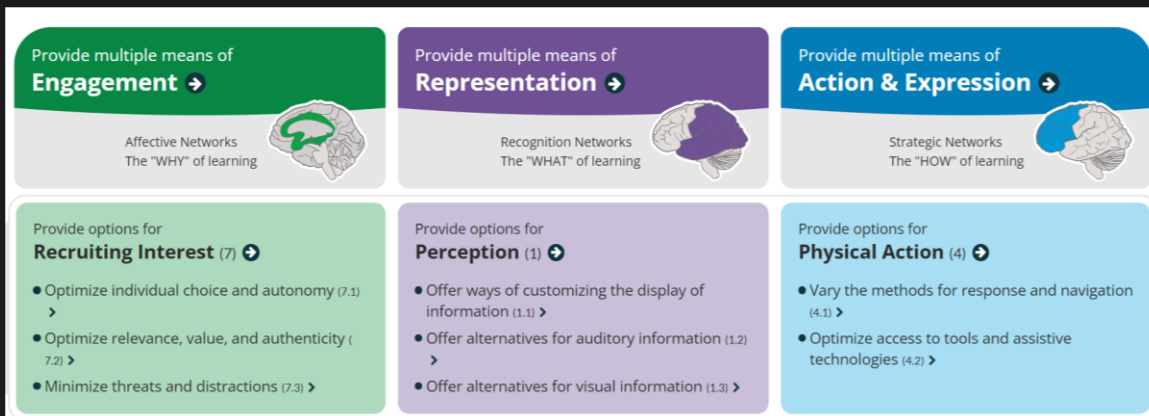 Provide multiple means of
Engagement
Affective Networks
The "WHY" of learning
Provide multiple means of
Representation
Recognition Networks
The "WHAT" of learning
Provide multiple means of
Action & Expression
Strategic Networks
The "HOW" of learning
Provide options for
Recruiting Interest (7)
Optimize individual choice and autonomy (7.1)
Optimize relevance, value, and authenticity (
7.2)
Minimize threats and distractions (7.3)
Provide options for
Perception (1)
Offer ways of customizing the display of
information (1.1)
Offer alternatives for auditory information (1.2)
Offer alternatives for visual information (1.3)
Provide options for
Physical Action (4)
Vary the methods for response and navigation
(4.1)
Optimize access to tools and assistive
technologies (4.2)